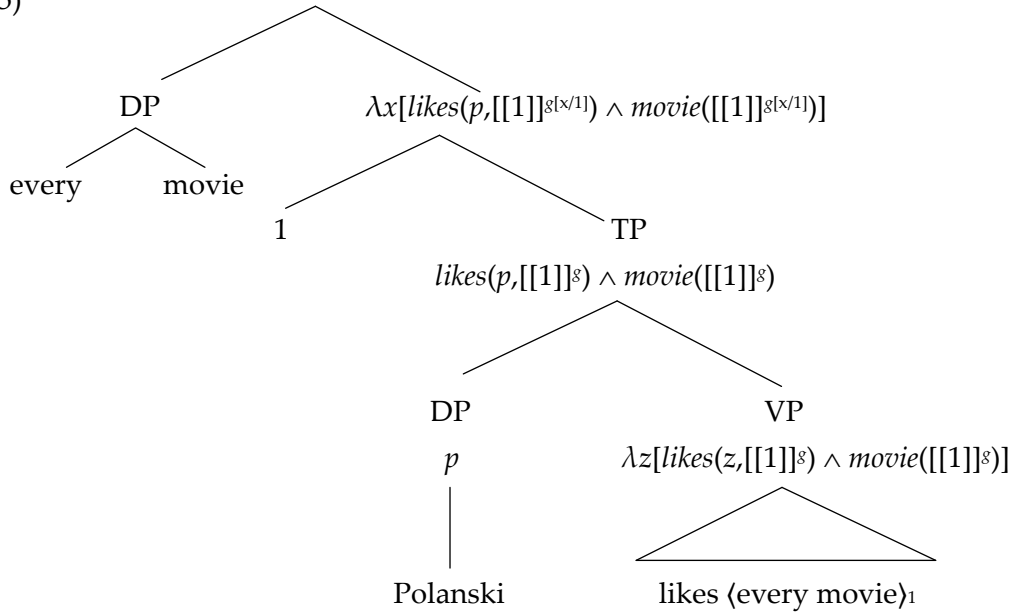 DP
λx[likes(p,[[1]]g[x/1]) ∧ movie([[1]]g[x/1])]
every
movie
1
TP
likes(p,[[1]]g) ∧ movie([[1]]g)
DP
VP
p
λz[likes(z,[[1]]g) ∧ movie([[1]]g)]
Polanski
likes ⟨every movie⟩1